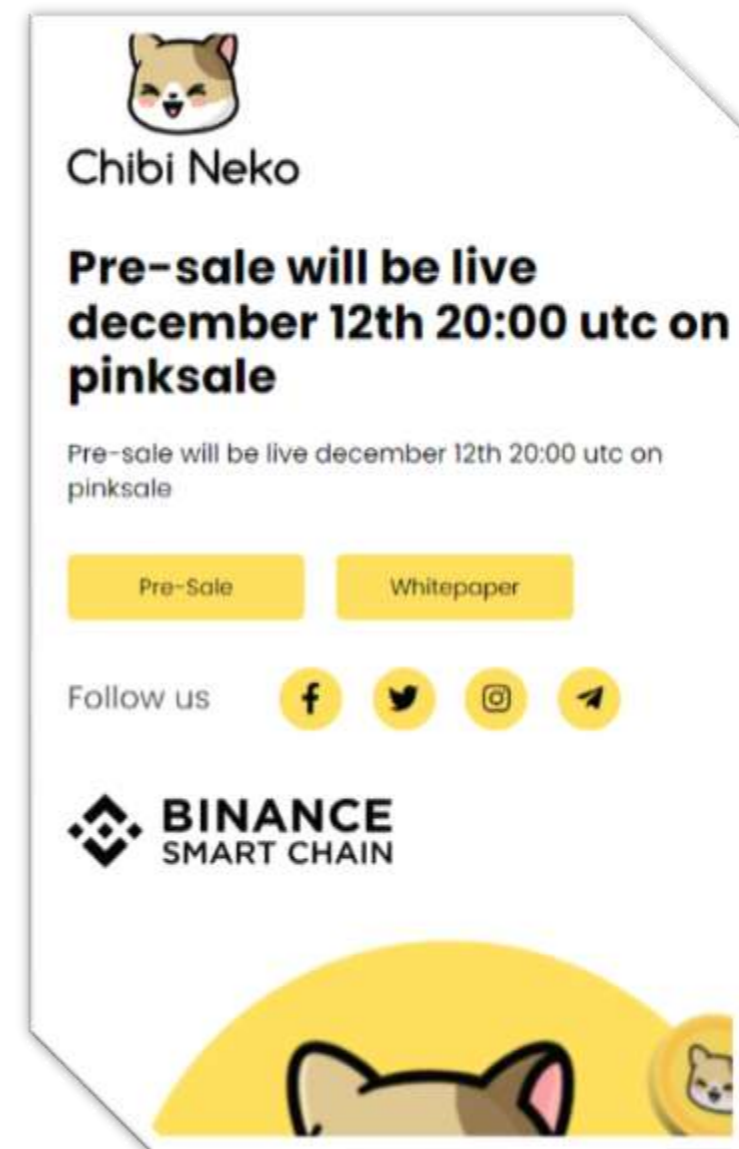 Chibi Neko
Pre-sale will be live
december 12th 20:00 utc on
pinksale
Pre-sale will be live december 12th 20:00 utc on
pinksale
Pre-Sale Whitepaper
Follow us
BINANCE
SMART CHAIN